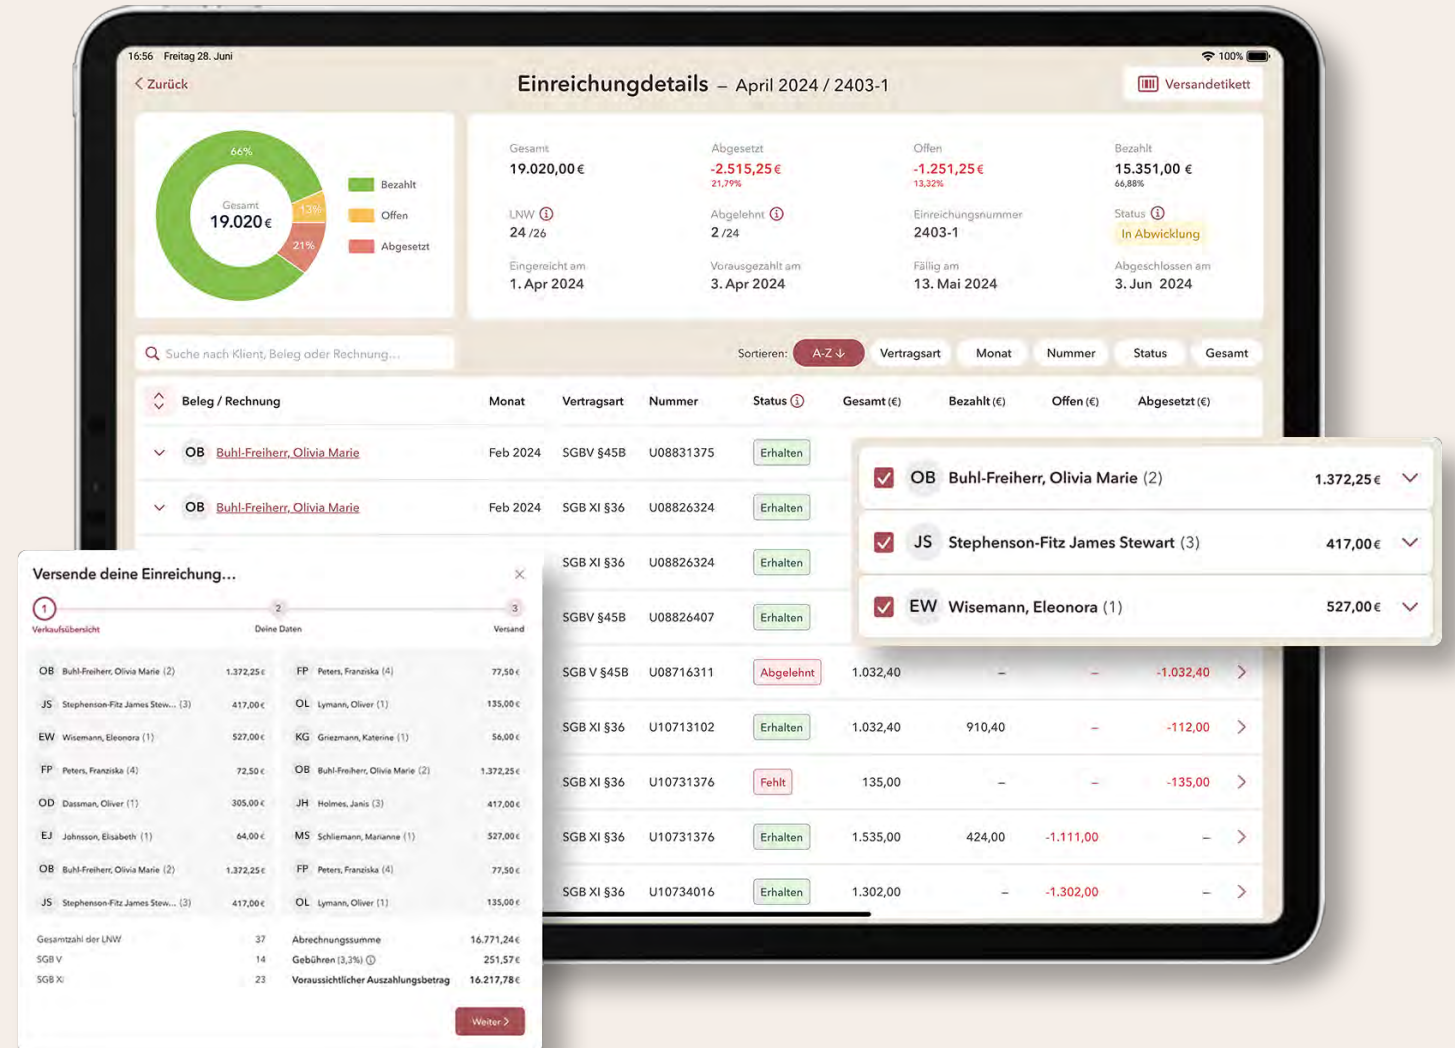 16:56 Freitag 28. Juni
100%
Zurück
Einreichungdetails – April 2024 / 2403-1
Versandetikett
66%
13%
21%
Gesamt
19.020 €
Bezahlt
Offen
Abgesetzt
Gesamt
19.020,00 €
Abgesetzt
-2.515,25 €
21,79%
Offen
-1.251,25 €
13,32%
Bezahlt
15.351,00 €
66,88%
LNW
24 /26
Abgelehnt
2 /24
Einreichungsnummer
2403-1
Status
In Abwicklung
Eingereicht am
1. Apr 2024
Vorausgezahlt am
3. Apr 2024
Fällig am
13. Mai 2024
Abgeschlossen am
3. Jun 2024
Suche nach Klient, Beleg oder Rechnung...
Sortieren: A-Z Vertragsart Monat Nummer Status Gesamt
Beleg / Rechnung Monat Vertragsart Nummer Status Gesamt (€) Bezahlt (€) Offen (€) Abgesetzt (€)
OB Buhl-Freiherr, Olivia Marie Feb 2024 SGBV §45B U08831375 Erhalten
OB Buhl-Freiherr, Olivia Marie Feb 2024 SGB XI §36 U08826324 Erhalten
SGB XI §36 U08826324 Erhalten
SGBV §45B U08826407 Erhalten
SGB V §45B U08716311 Abgelehnt 1.032,40 – – -1.032,40
SGB XI §36 U10713102 Erhalten 1.032,40 910,40 – -112,00
SGB XI §36 U10731376 Fehlt 135,00 – – -135,00
SGB XI §36 U10731376 Erhalten 1.535,00 424,00 -1.111,00 –
SGB XI §36 U10734016 Erhalten 1.302,00 – -1.302,00 –
OB Buhl-Freiherr, Olivia Marie (2) 1.372,25 €
JS Stephenson-Fitz James Stewart (3) 417,00 €
EW Wisemann, Eleonora (1) 527,00 €
Versende deine Einreichung...
1 2 3
Verkaufsübersicht Deine Daten Versand
OB Buhl-Freiherr, Olivia Marie (2) 1.372,25 € FP Peters, Franziska (4) 77,50 €
JS Stephenson-Fitz James Stew... (3) 417,00 € OL Lymann, Oliver (1) 135,00 €
EW Wisemann, Eleonora (1) 527,00 € KG Griezmann, Katerine (1) 56,00 €
FP Peters, Franziska (4) 72,50 € OB Buhl-Freiherr, Olivia Marie (2) 1.372,25 €
OD Dassman, Oliver (1) 305,00 € JH Holmes, Janis (3) 417,00 €
EJ Johnsson, Elisabeth (1) 64,00 € MS Schliemann, Marianne (1) 527,00 €
OB Buhl-Freiherr, Olivia Marie (2) 1.372,25 € FP Peters, Franziska (4) 77,50 €
JS Stephenson-Fitz James Stew... (3) 417,00 € OL Lymann, Oliver (1) 135,00 €
Gesamtzahl der LNW 37 Abrechnungssumme 16.771,24 €
SGB V 14 Gebühren (3,3%) 251,57 €
SGB XI 23 Voraussichtlicher Auszahlungsbetrag 16.217,78 €
Weiter